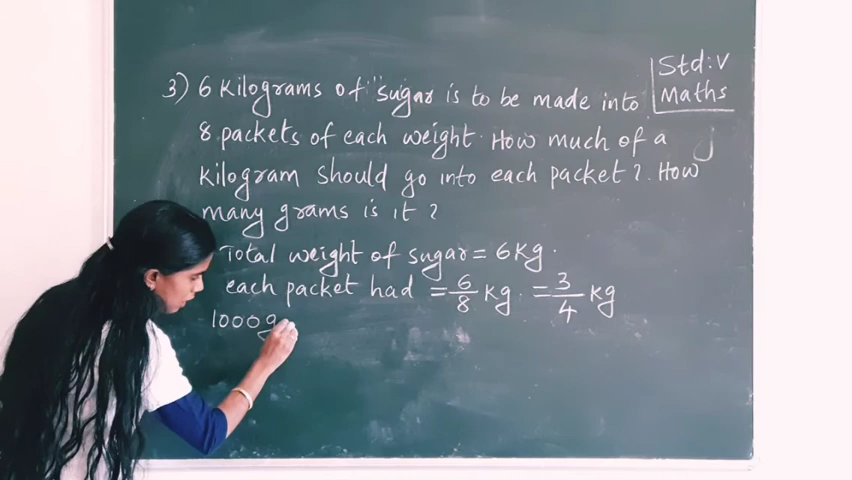 Std: V
Maths
3) 6 kilograms of "sugar is to be made into
8 packets of each weight. How much of a
kilogram should go into each packet?. How
many grams is it?
Total weight of sugar = 6kg.
each packet had = 6/8 kg. = 3/4 kg
1000g